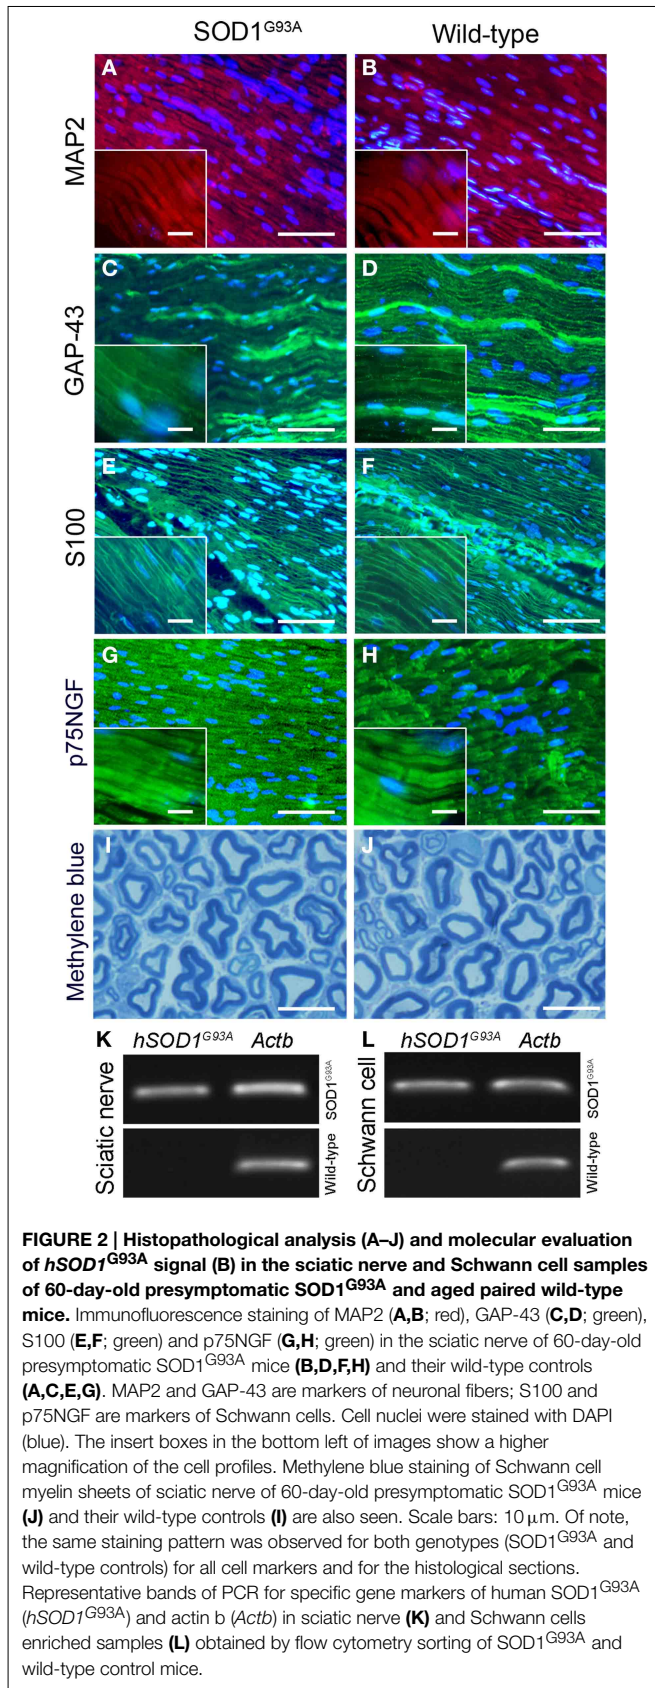 SOD1G93A Wild-type
MAP2
A B
GAP-43
C D
S100
E F
p75NGF
G H
Methylene blue
I J
K hSOD1G93A Actb L hSOD1G93A Actb
Sciatic nerve
SOD1G93A
Wild-type
Schwann cell
SOD1G93A
Wild-type
FIGURE 2 | Histopathological analysis (A–J) and molecular evaluation
of hSOD1G93A signal (B) in the sciatic nerve and Schwann cell samples
of 60-day-old presymptomatic SOD1G93A and aged paired wild-type
mice. Immunofluorescence staining of MAP2 (A,B; red), GAP-43 (C,D; green),
S100 (E,F; green) and p75NGF (G,H; green) in the sciatic nerve of 60-day-old
presymptomatic SOD1G93A mice (B,D,F,H) and their wild-type controls
(A,C,E,G). MAP2 and GAP-43 are markers of neuronal fibers; S100 and
p75NGF are markers of Schwann cells. Cell nuclei were stained with DAPI
(blue). The insert boxes in the bottom left of images show a higher
magnification of the cell profiles. Methylene blue staining of Schwann cell
myelin sheets of sciatic nerve of 60-day-old presymptomatic SOD1G93A mice
(J) and their wild-type controls (I) are also seen. Scale bars: 10 μm. Of note,
the same staining pattern was observed for both genotypes (SOD1G93A and
wild-type controls) for all cell markers and for the histological sections.
Representative bands of PCR for specific gene markers of human SOD1G93A
(hSOD1G93A) and actin b (Actb) in sciatic nerve (K) and Schwann cells
enriched samples (L) obtained by flow cytometry sorting of SOD1G93A and
wild-type control mice.